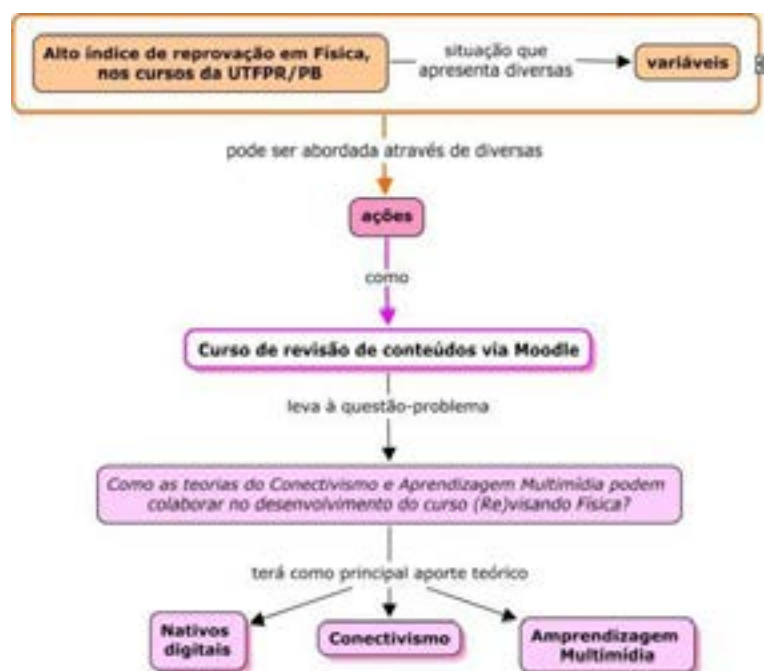 Alto índice de reprovação em Física,
nos cursos da UTFPR/PB
situação que
apresenta diversas
variáveis
pode ser abordada através de diversas
ações
como
Curso de revisão de conteúdos via Moodle
leva à questão-problema
Como as teorias do Conectivismo e Aprendizagem Multimídia podem
colaborar no desenvolvimento do curso (Re)visando Física?
terá como principal aporte teórico
Nativos
digitais
Conectivismo
Amprendizagem
Multimídia